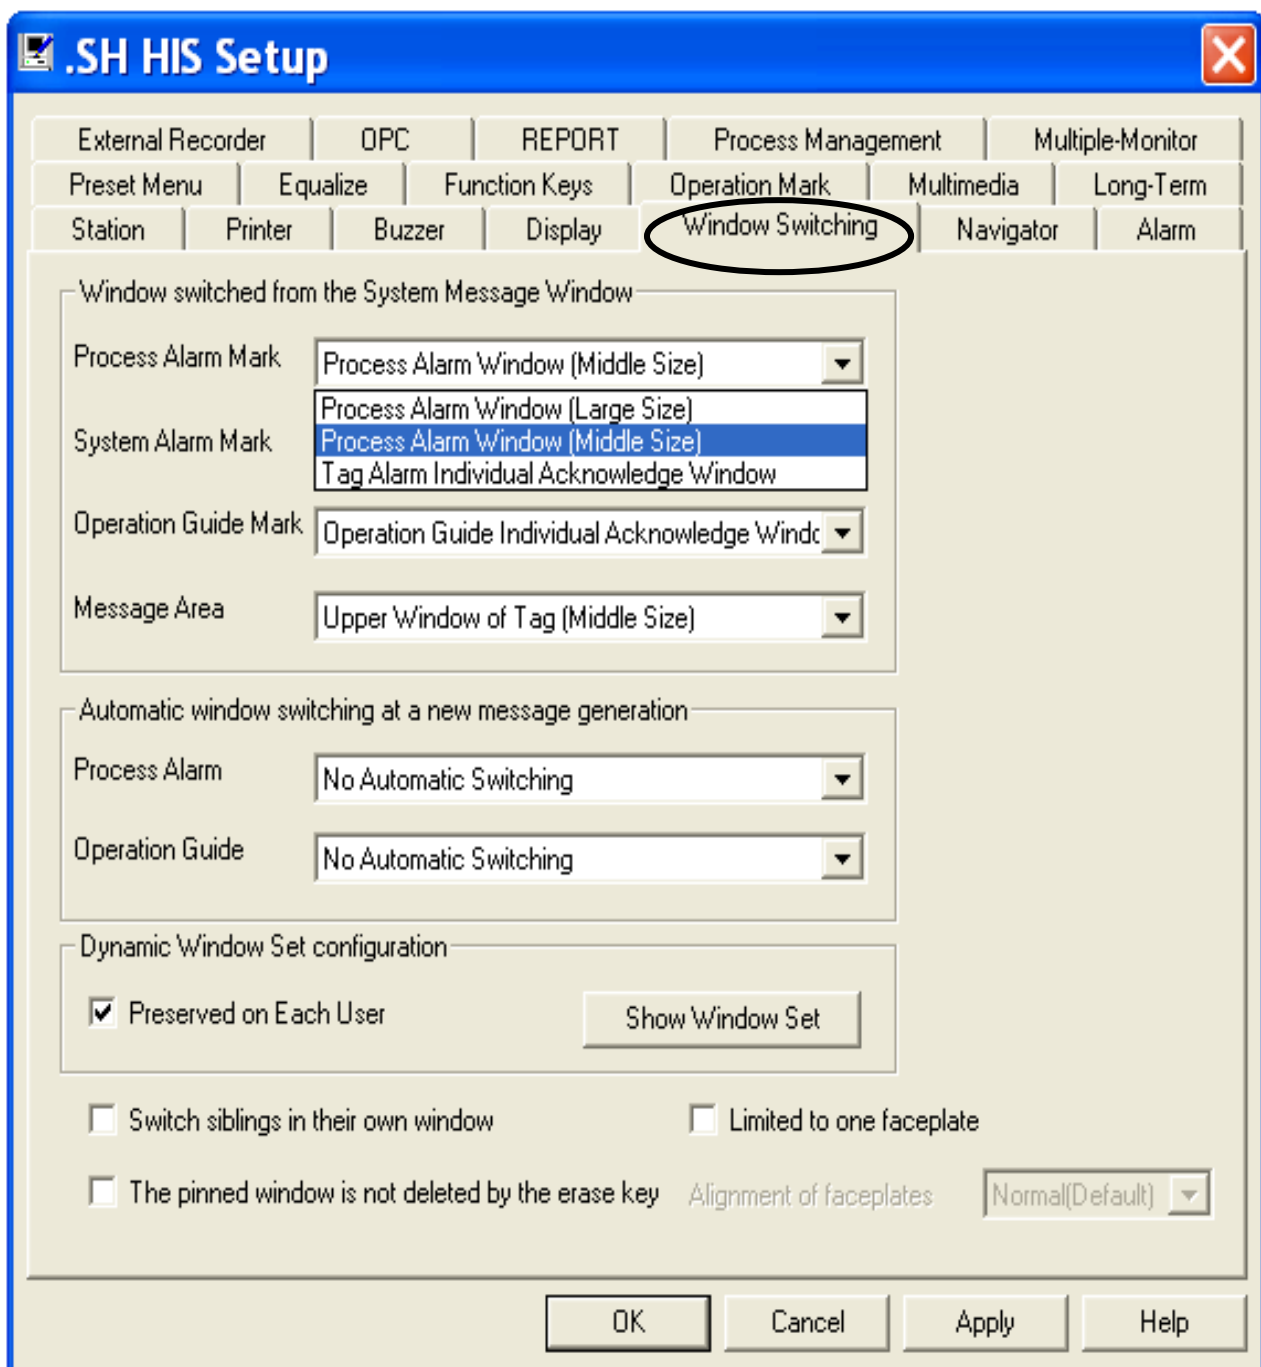 .SH HIS Setup
External Recorder OPC REPORT Process Management Multiple-Monitor
Preset Menu Equalize Function Keys Operation Mark Multimedia Long-Term
Station Printer Buzzer Display Window Switching Navigator Alarm
Window switched from the System Message Window
Process Alarm Mark Process Alarm Window (Middle Size)
Process Alarm Window (Large Size)
System Alarm Mark Process Alarm Window (Middle Size)
Tag Alarm Individual Acknowledge Window
Operation Guide Mark Operation Guide Individual Acknowledge Windc
Message Area Upper Window of Tag (Middle Size)
Automatic window switching at a new message generation
Process Alarm No Automatic Switching
Operation Guide No Automatic Switching
Dynamic Window Set configuration
Preserved on Each User Show Window Set
Switch siblings in their own window Limited to one faceplate
The pinned window is not deleted by the erase key Alignment of faceplates Normal(Default)
OK Cancel Apply Help